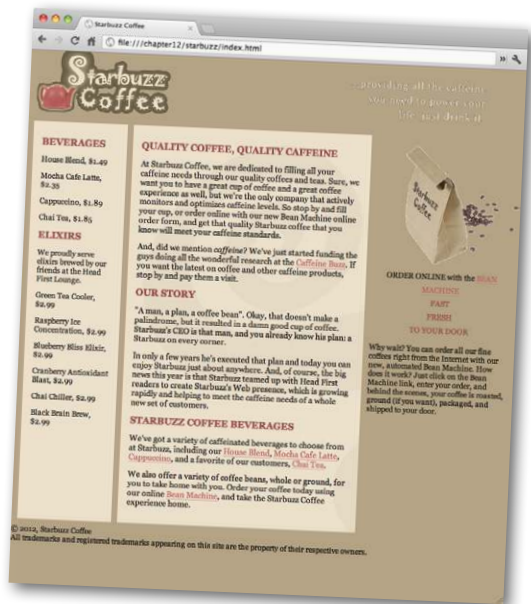 Starbuzz Coffee
file:///chapter12/starbuzz/index.html
Starbuzz
Coffee
... providing all the caffeine
you need to power your
life. Just drink it.
BEVERAGES
House Blend, $1.49
Mocha Cafe Latte,
$2.35
Cappuccino, $1.89
Chai Tea, $1.85
ELIXIRS
We proudly serve
elixirs brewed by our
friends at the Head
First Lounge.
Green Tea Cooler,
$2.99
Raspberry Ice
Concentration, $2.99
Blueberry Bliss Elixir,
$2.99
Cranberry Antioxidant
Blast, $2.99
Chai Chiller, $2.99
Black Brain Brew,
$2.99
QUALITY COFFEE, QUALITY CAFFEINE
At Starbuzz Coffee, we are dedicated to filling all your
caffeine needs through our quality coffees and teas. Sure, we
want you to have a great cup of coffee and a great coffee
experience as well, but we're the only company that actively
monitors and optimizes caffeine levels. So stop by and fill
your cup, or order online with our new Bean Machine online
order form, and get that quality Starbuzz coffee that you
know will meet your caffeine standards.
And, did we mention caffeine? We've just started funding the
guys doing all the wonderful research at the Caffeine Buzz. If
you want the latest on coffee and other caffeine products,
stop by and pay them a visit.
OUR STORY
"A man, a plan, a coffee bean". Okay, that doesn't make a
palindrome, but it resulted in a damn good cup of coffee.
Starbuzz's CEO is that man, and you already know his plan: a
Starbuzz on every corner.
In only a few years he's executed that plan and today you can
enjoy Starbuzz just about anywhere. And, of course, the big
news this year is that Starbuzz teamed up with Head First
readers to create Starbuzz's Web presence, which is growing
rapidly and helping to meet the caffeine needs of a whole
new set of customers.
STARBUZZ COFFEE BEVERAGES
We've got a variety of caffeinated beverages to choose from
at Starbuzz, including our House Blend, Mocha Cafe Latte,
Cappuccino, and a favorite of our customers, Chai Tea.
We also offer a variety of coffee beans, whole or ground, for
you to take home with you. Order your coffee today using
our online Bean Machine, and take the Starbuzz Coffee
experience home.
Starbuzz
Coffee
ORDER ONLINE with the BEAN
MACHINE
FAST
FRESH
TO YOUR DOOR
Why wait? You can order all our fine
coffees right from the Internet with our
new, automated Bean Machine. How
does it work? Just click on the Bean
Machine link, enter your order, and
behind the scenes, your coffee is roasted,
ground (if you want), packaged, and
shipped to your door.
© 2012, Starbuzz Coffee
All trademarks and registered trademarks appearing on this site are the property of their respective owners.